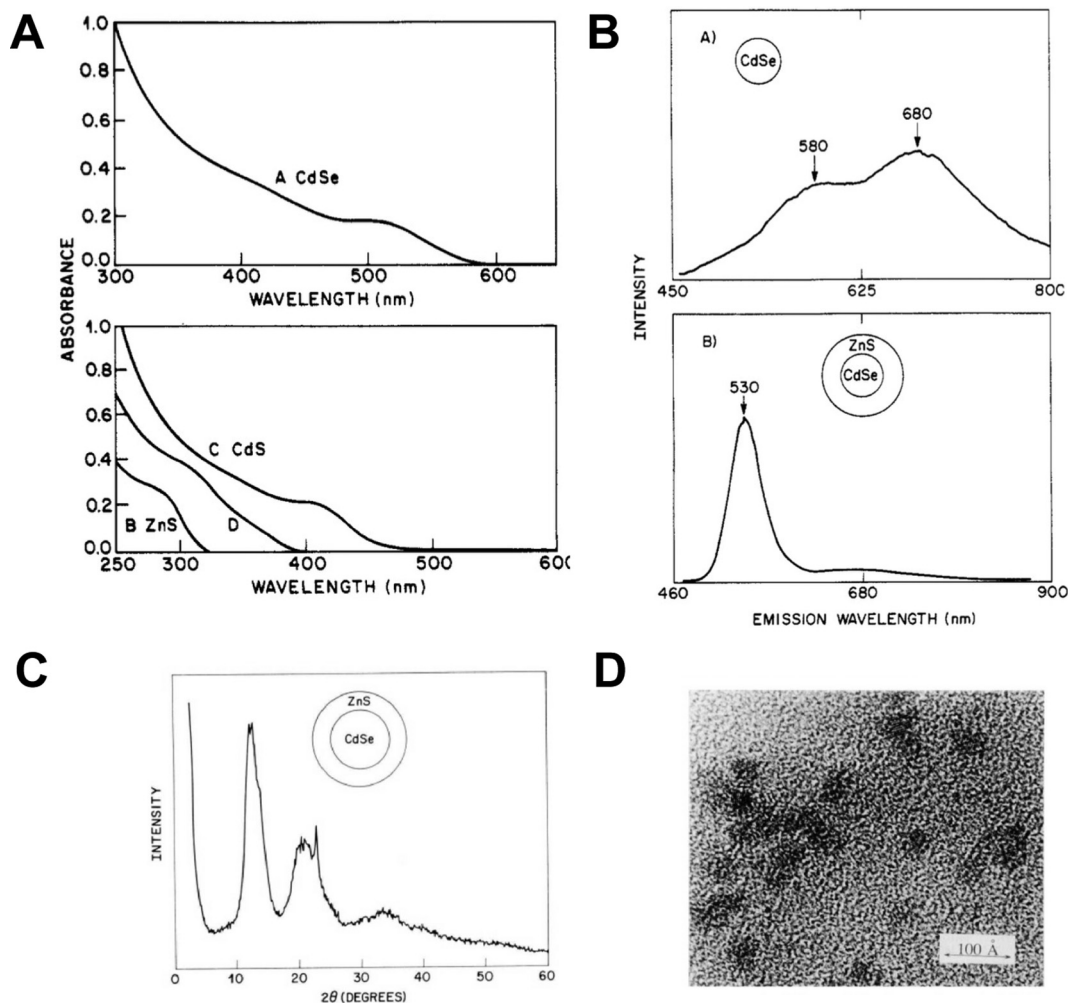 A
1.0
0.8
0.6
0.4
0.2
0.0
A CdSe
300
400
500
600
WAVELENGTH (nm)
ABSORBANCE
1.0
0.8
0.6
0.4
0.2
0.0
C CdS
B ZnS
D
250
300
400
500
600
WAVELENGTH (nm)
B
A)
CdSe
580
680
450
625
800
INTENSITY
B)
ZnS
CdSe
530
460
680
900
EMISSION WAVELENGTH (nm)
C
ZnS
CdSe
INTENSITY
0
10
20
30
40
50
60
2θ (DEGREES)
D
100 Å